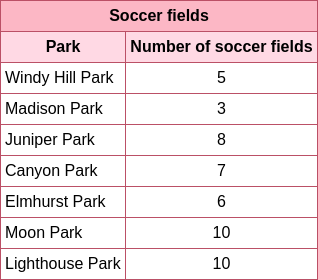 Soccer fields
Park Number of soccer fields
Windy Hill Park 5
Madison Park 3
Juniper Park 8
Canyon Park 7
Elmhurst Park 6
Moon Park 10
Lighthouse Park 10